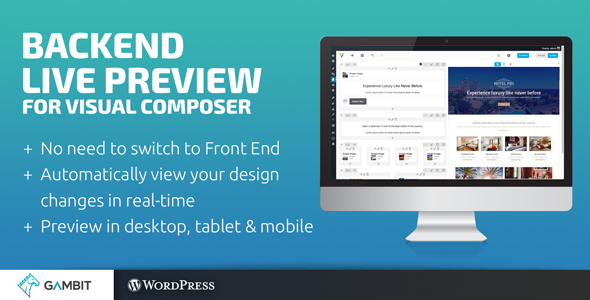 BACKEND
LIVE PREVIEW
FOR VISUAL COMPOSER
+ No need to switch to Front End
+ Automatically view your design
changes in real-time
+ Preview in desktop, tablet & mobile
Experience Luxury Like Never Before
HOTEL PBS
Experience luxury like never before
GAMBIT
WORDPRESS